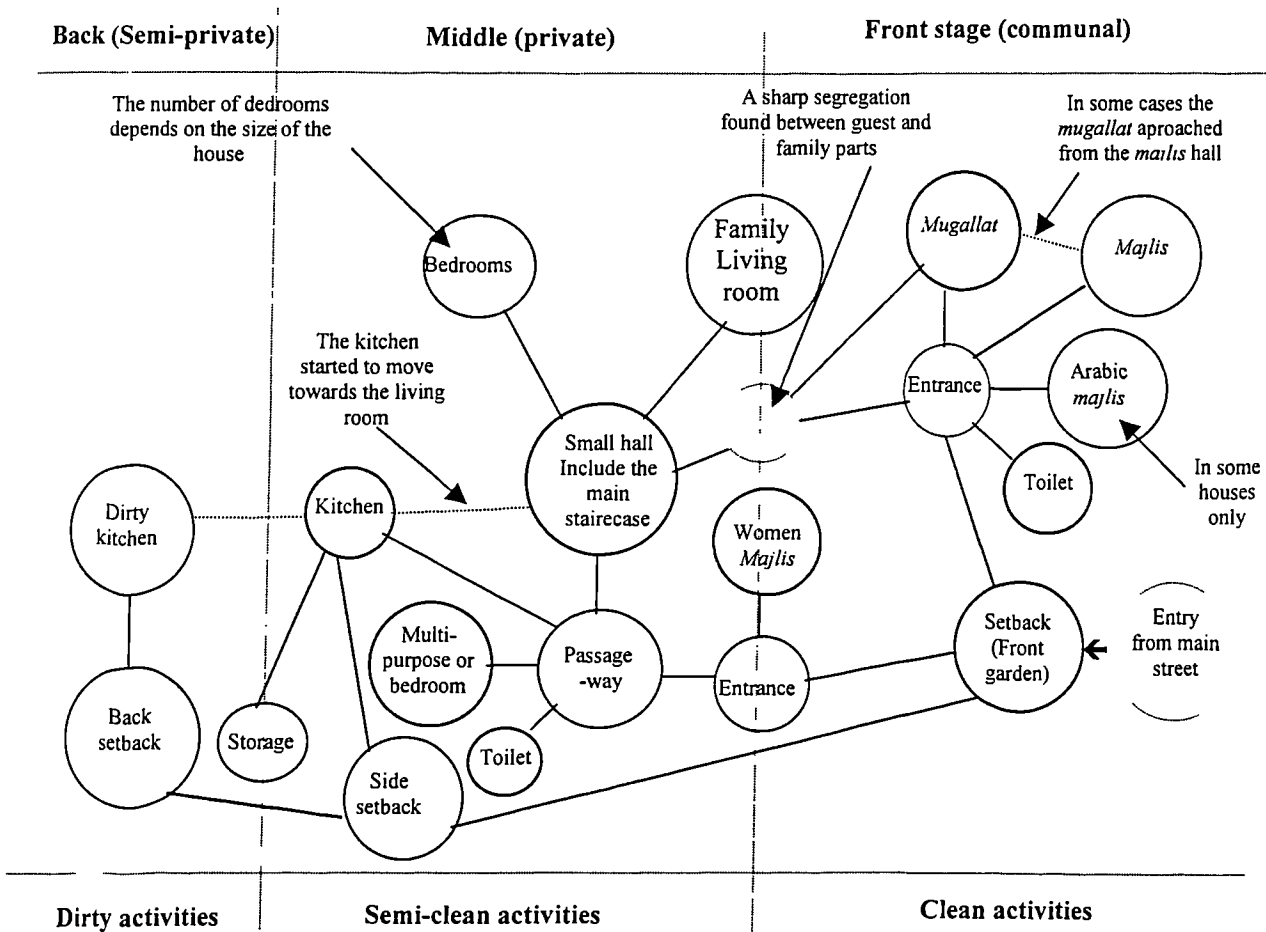 Back (Semi-private)
Middle (private)
Front stage (communal)
The number of dedrooms
depends on the size of the
house
A sharp segregation
found between guest and
family parts
In some cases the
mugallat aproached
from the majlis hall
Bedrooms
Family
Living
room
Mugallat
Majlis
The kitchen
started to move
towards the living
room
Entrance
Arabic
majlis
Small hall
Include the
main
stairecase
Toilet
In some
houses
only
Dirty
kitchen
Kitchen
Women
Majlis
Multi-
purpose or
bedroom
Passage
-way
Entrance
Setback
(Front
garden)
Entry
from main
street
Back
setback
Storage
Toilet
Side
setback
Dirty activities
Semi-clean activities
Clean activities